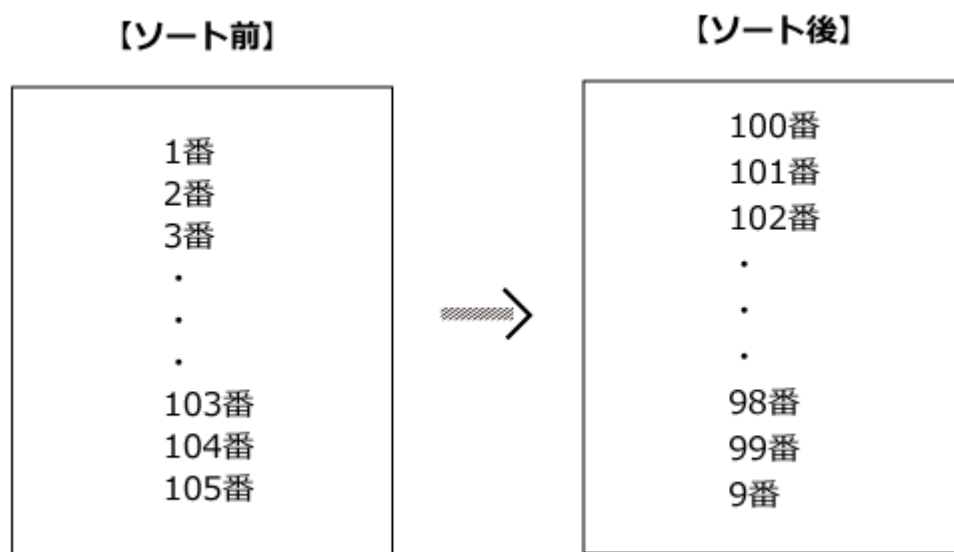 【ソート前】
1番
2番
3番
・
・
・
103番
104番
105番
【ソート後】
100番
101番
102番
・
・
・
98番
99番
9番